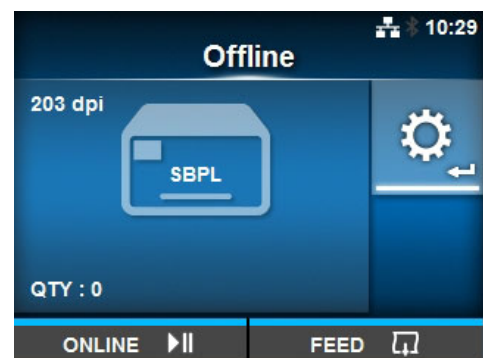 10:29
Offline
203 dpi
SBPL
QTY : 0
ONLINE
FEED